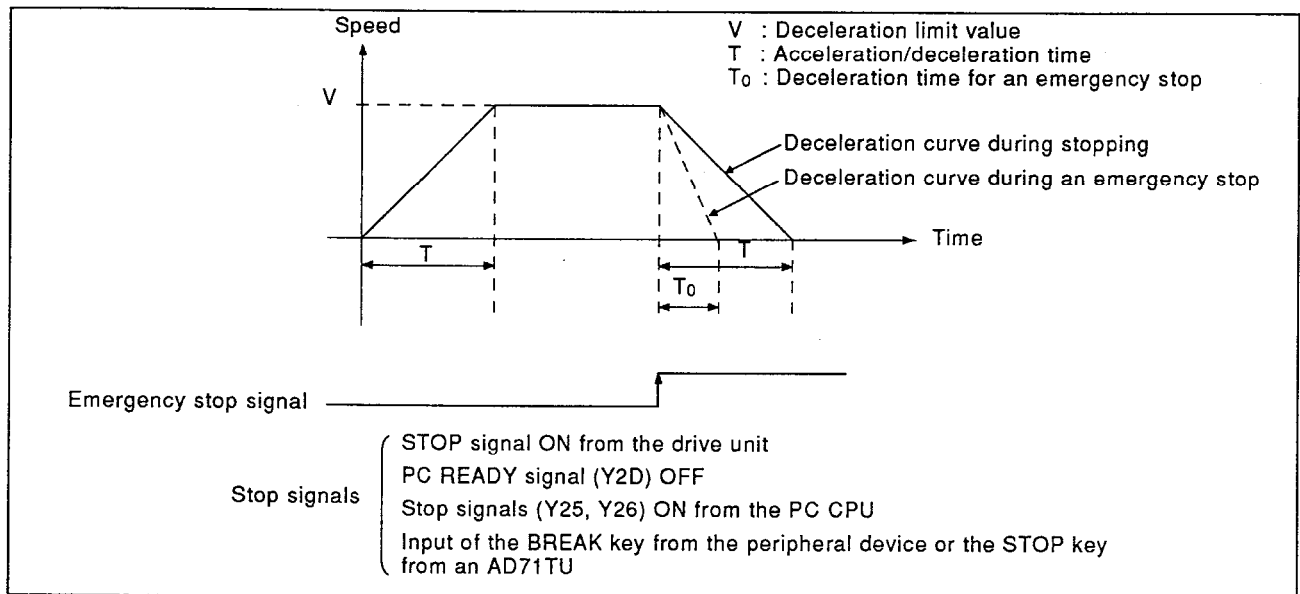 Speed
V : Deceleration limit value
T : Acceleration/deceleration time
T₀ : Deceleration time for an emergency stop
V
Deceleration curve during stopping
Deceleration curve during an emergency stop
Time
T
T
T₀
Emergency stop signal
Stop signals
STOP signal ON from the drive unit
PC READY signal (Y2D) OFF
Stop signals (Y25, Y26) ON from the PC CPU
Input of the BREAK key from the peripheral device or the STOP key
from an AD71TU